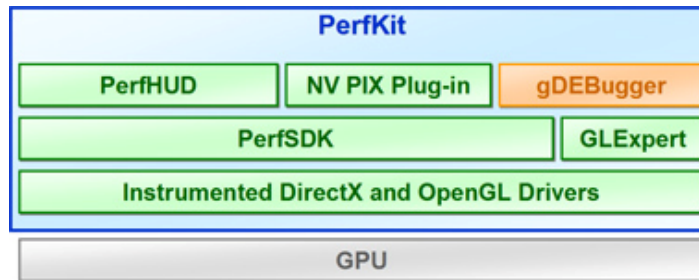 PerfKit
PerfHUD NV PIX Plug-in gDEBugger
PerfSDK GLExpert
Instrumented DirectX and OpenGL Drivers
GPU